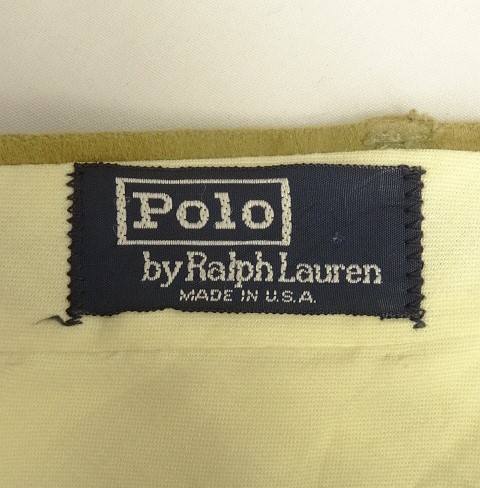 Polo
by Ralph Lauren
MADE IN U.S.A.